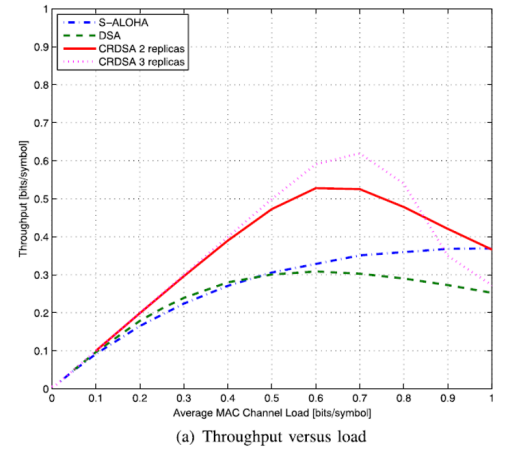 S-ALOHA
DSA
CRDSA 2 replicas
CRDSA 3 replicas
Throughput [bits/symbol]
1
0.9
0.8
0.7
0.6
0.5
0.4
0.3
0.2
0.1
0
0 0.1 0.2 0.3 0.4 0.5 0.6 0.7 0.8 0.9 1
Average MAC Channel Load [bits/symbol]
(a) Throughput versus load